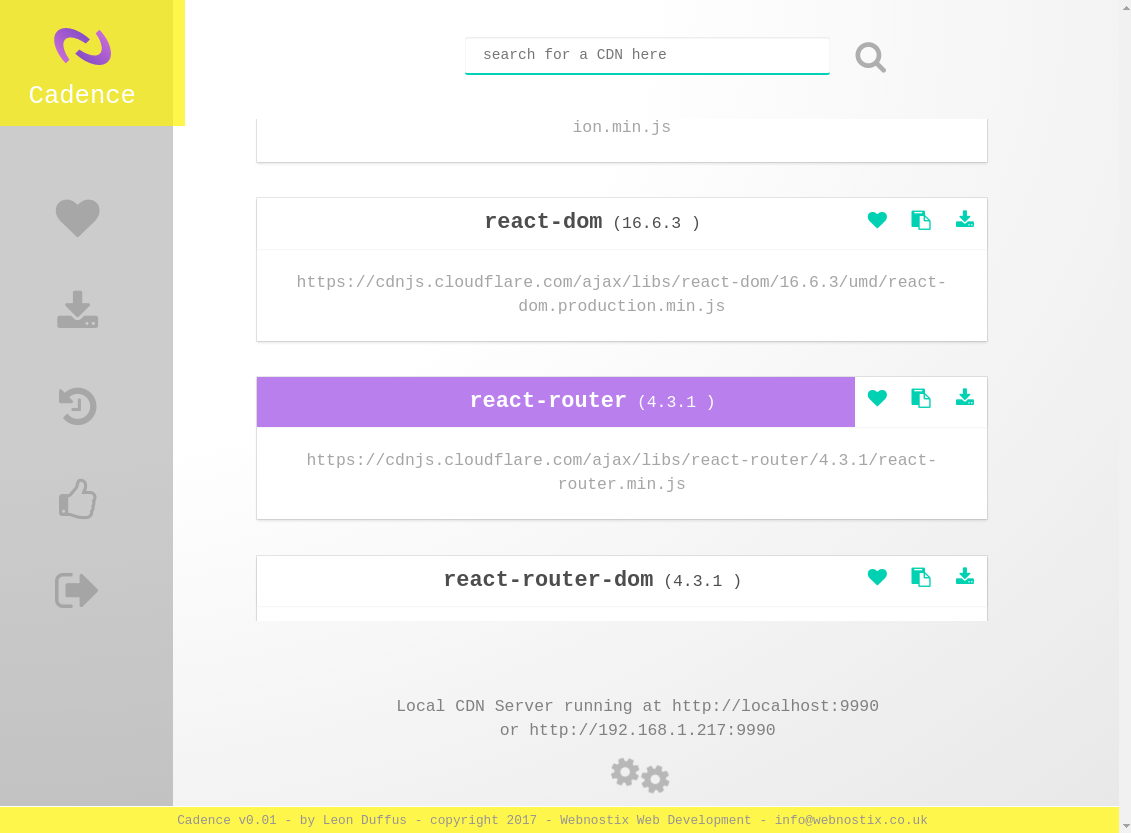 Cadence
search for a CDN here
ion.min.js
react-dom (16.6.3 )
https://cdnjs.cloudflare.com/ajax/libs/react-dom/16.6.3/umd/react-
dom.production.min.js
react-router (4.3.1 )
https://cdnjs.cloudflare.com/ajax/libs/react-router/4.3.1/react-
router.min.js
react-router-dom (4.3.1 )
Local CDN Server running at http://localhost:9990
or http://192.168.1.217:9990
Cadence v0.01 - by Leon Duffus - copyright 2017 - Webnostix Web Development - info@webnostix.co.uk